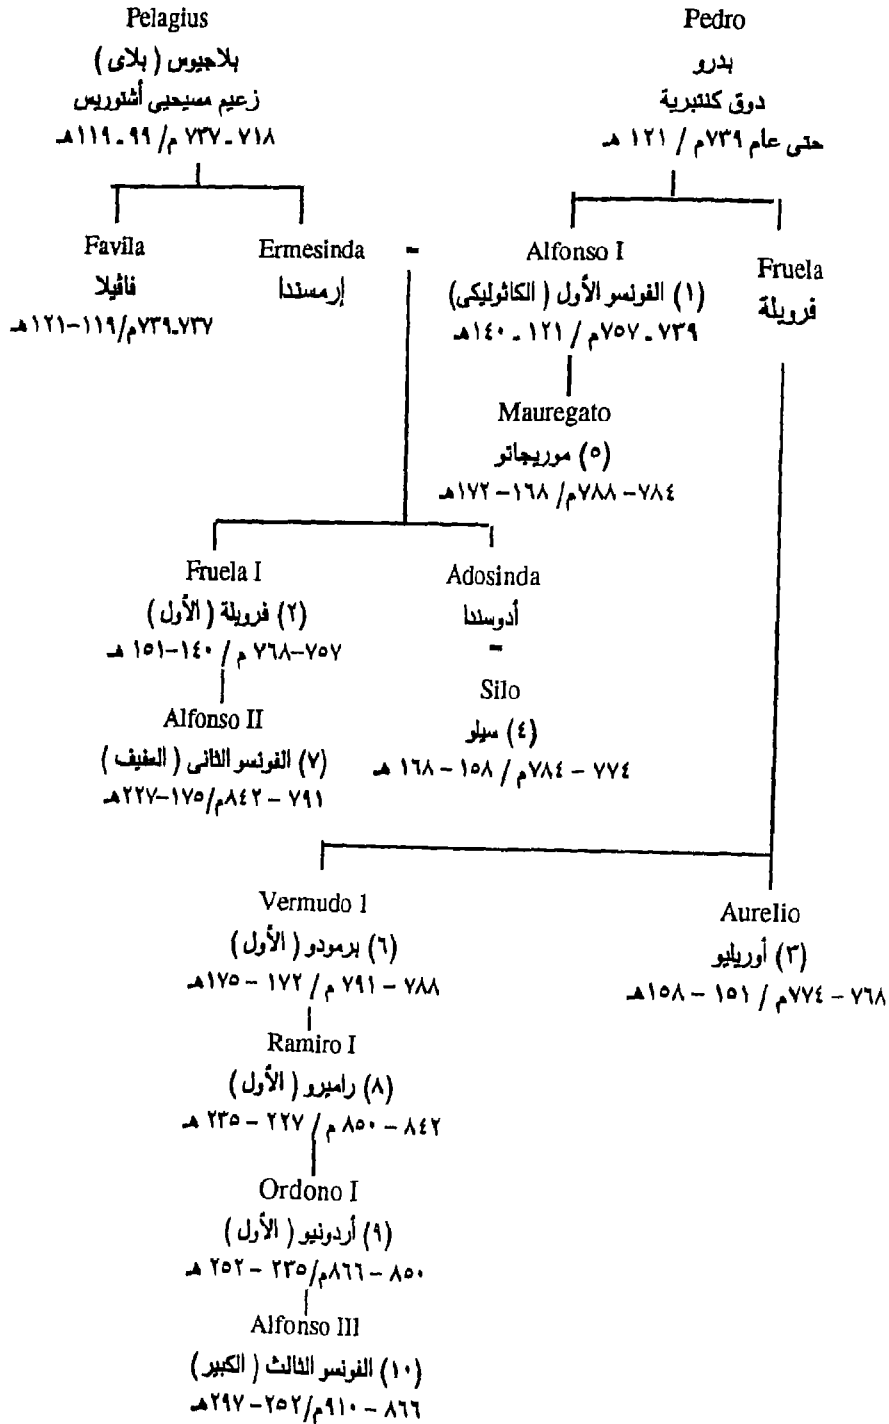 Pelagius
بلاجيوس ( بلاى )
زعيم مسيحيى أشتوريس
٧١٨ ـ ٧٣٧ م/ ٩٩ ـ ١١٩هـ
Pedro
بدرو
دوق كنتبرية
حتى عام ٧٣٩م / ١٢١ هـ
Favila
فاڤيلا
٧٣٧ـ٧٣٩م/١١٩–١٢١هـ
Ermesinda
إرمسندا
-
Alfonso I
(١) الفونسو الأول ( الكاثوليكى)
٧٣٩ ـ ٧٥٧م / ١٢١ ـ ١٤٠هـ
Fruela
فرويلة
Mauregato
(٥) موريجاتو
٧٨٤ – ٧٨٨م/ ١٦٨ – ١٧٢هـ
Fruela I
(٢) فرويلة ( الأول )
٧٥٧–٧٦٨ م / ١٤٠–١٥١ هـ
Adosinda
أدوسندا
-
Silo
(٤) سيلو
٧٧٤ – ٧٨٤م / ١٥٨ – ١٦٨ هـ
Alfonso II
(٧) الفونسو الثانى ( العفيف )
٧٩١ – ٨٤٢م/١٧٥–٢٢٧هـ
Vermudo 1
(٦) برمودو ( الأول )
٧٨٨ – ٧٩١ م / ١٧٢ – ١٧٥هـ
Aurelio
(٣) أوريليو
٧٦٨ – ٧٧٤م / ١٥١ – ١٥٨هـ
Ramiro I
(٨) راميرو ( الأول )
٨٤٢ – ٨٥٠ م / ٢٢٧ – ٢٣٥ هـ
Ordono I
(٩) أردونيو ( الأول )
٨٥٠ – ٨٦٦م/٢٣٥ – ٢٥٢ هـ
Alfonso III
(١٠) الفونسو الثالث ( الكبير )
٨٦٦ – ٩١٠م/٢٥٢–٢٩٧هـ